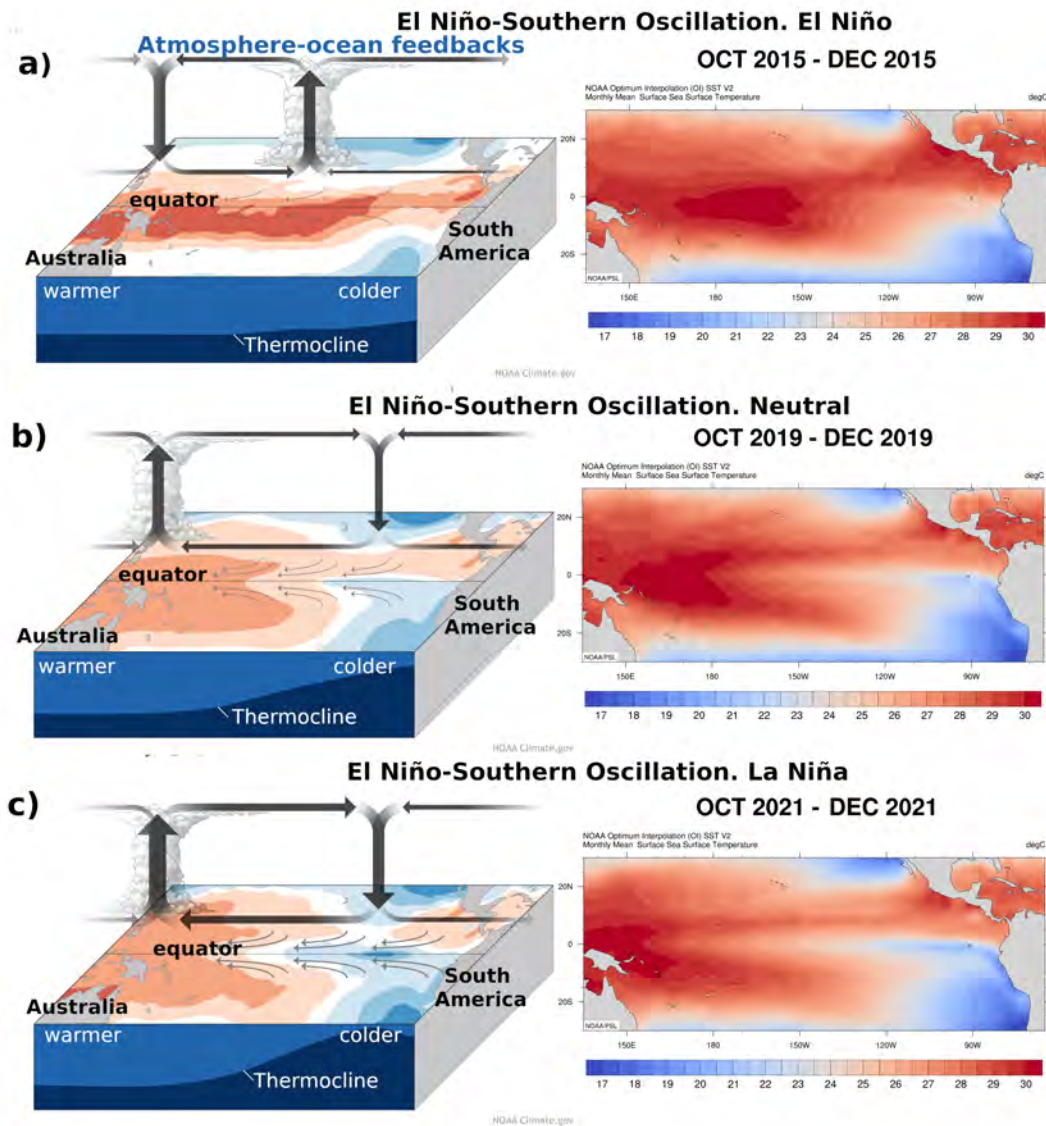 El Niño-Southern Oscillation. El Niño
Atmosphere-ocean feedbacks
a)
OCT 2015 - DEC 2015
NOAA Optimum Interpolation (OI) SST V2
Monthly Mean Surface Sea Surface Temperature
degC
equator
Australia
South
America
warmer
colder
Thermocline
NOAA Climate.gov
20N
0
20S
NOAA/PSL
150E 180 150W 120W 90W
17 18 19 20 21 22 23 24 25 26 27 28 29 30
El Niño-Southern Oscillation. Neutral
b)
OCT 2019 - DEC 2019
NOAA Optimum Interpolation (OI) SST V2
Monthly Mean Surface Sea Surface Temperature
degC
equator
Australia
South
America
warmer
colder
Thermocline
NOAA Climate.gov
20N
0
20S
NOAA/PSL
150E 180 150W 120W 90W
17 18 19 20 21 22 23 24 25 26 27 28 29 30
El Niño-Southern Oscillation. La Niña
c)
OCT 2021 - DEC 2021
NOAA Optimum Interpolation (OI) SST V2
Monthly Mean Surface Sea Surface Temperature
degC
equator
Australia
South
America
warmer
colder
Thermocline
NOAA Climate.gov
20N
0
20S
NOAA/PSL
150E 180 150W 120W 90W
17 18 19 20 21 22 23 24 25 26 27 28 29 30